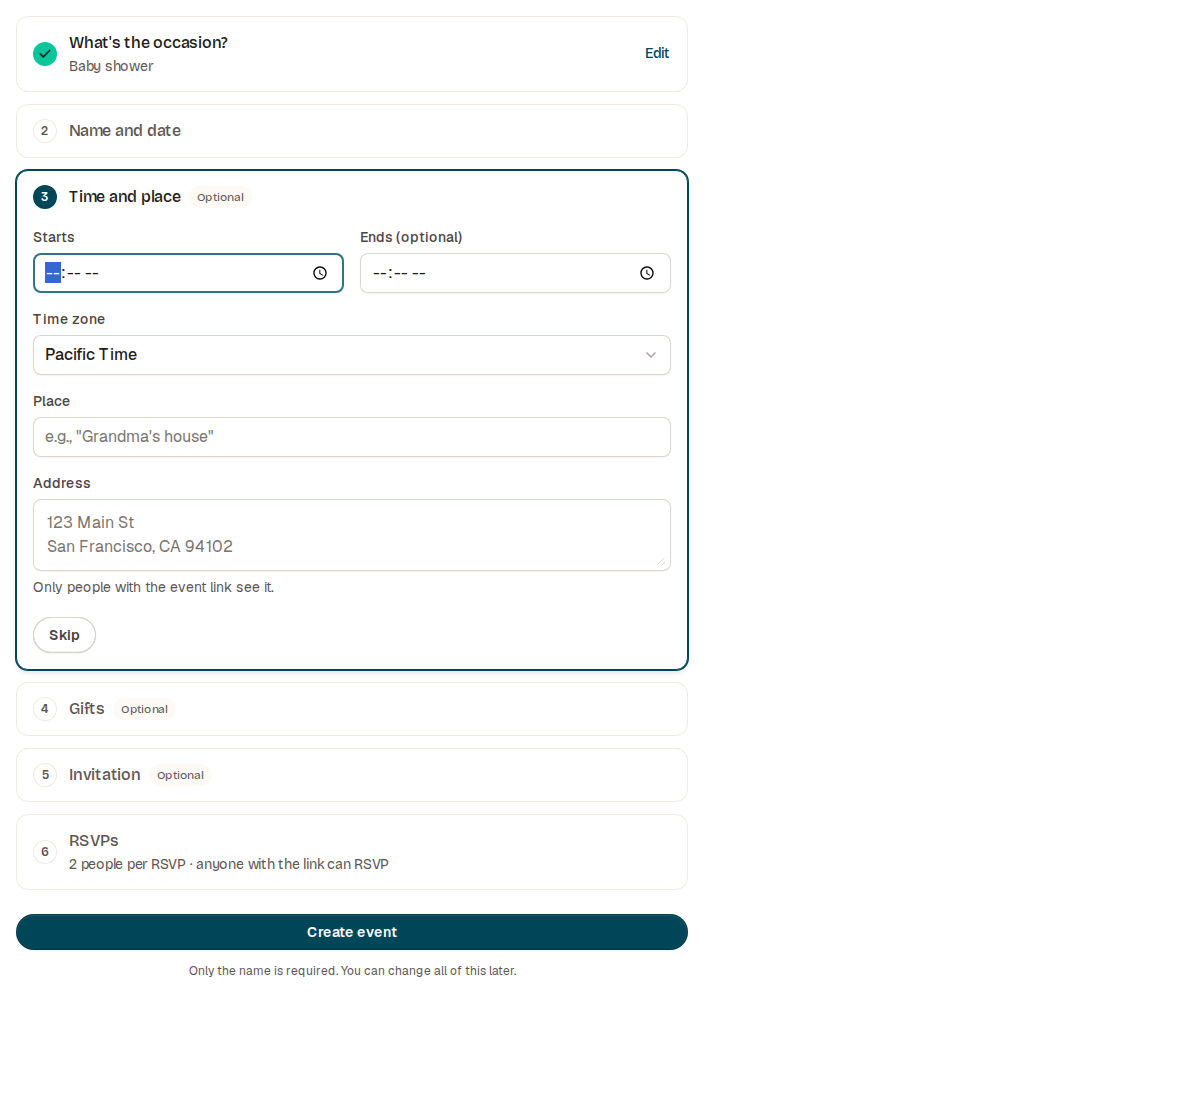 What's the occasion?
Baby shower
Edit
2 Name and date
3 Time and place Optional
Starts
Ends (optional)
--:-- --
--:-- --
Time zone
Pacific Time
Place
e.g., "Grandma's house"
Address
123 Main St
San Francisco, CA 94102
Only people with the event link see it.
Skip
4 Gifts Optional
5 Invitation Optional
6 RSVPs
2 people per RSVP · anyone with the link can RSVP
Create event
Only the name is required. You can change all of this later.